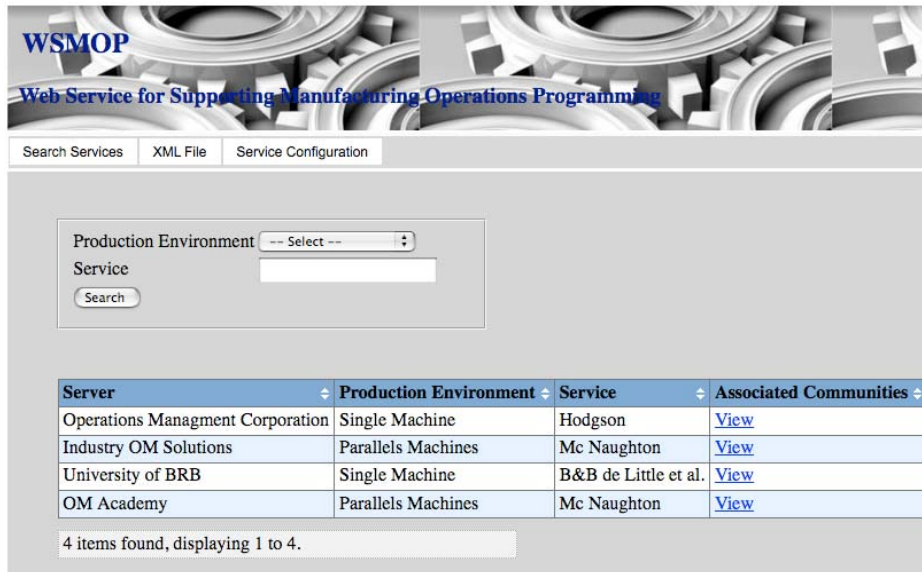 WSMOP
Web Service for Supporting Manufacturing Operations Programming
Search Services XML File Service Configuration
Production Environment -- Select --
Service
Search
Server Production Environment Service Associated Communities
Operations Managment Corporation Single Machine Hodgson View
Industry OM Solutions Parallels Machines Mc Naughton View
University of BRB Single Machine B&B de Little et al. View
OM Academy Parallels Machines Mc Naughton View
4 items found, displaying 1 to 4.